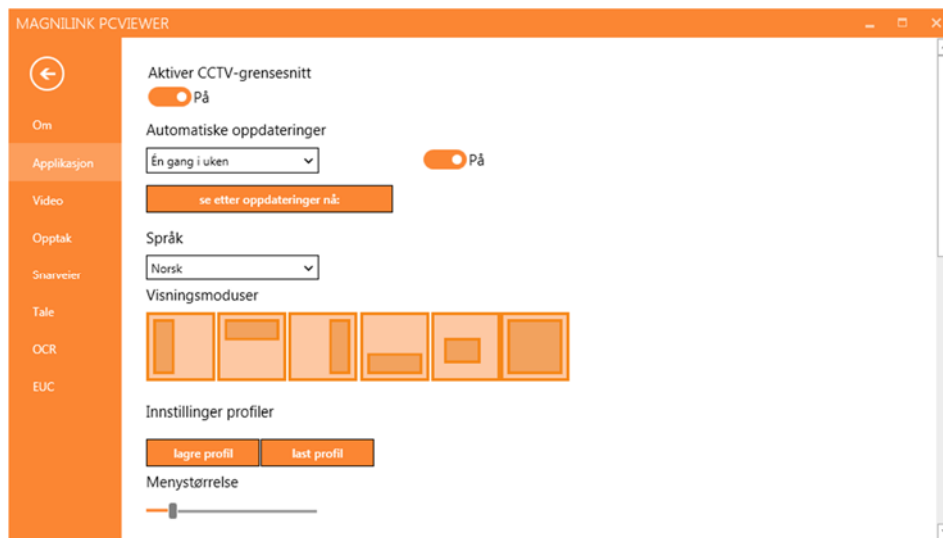 MAGNILINK PCVIEWER
Om
Applikasjon
Video
Opptak
Snarveier
Tale
OCR
EUC
Aktiver CCTV-grensesnitt
På
Automatiske oppdateringer
Én gang i uken
På
se etter oppdateringer nå:
Språk
Norsk
Visningsmoduser
Innstillinger profiler
lagre profil
last profil
Menystørrelse